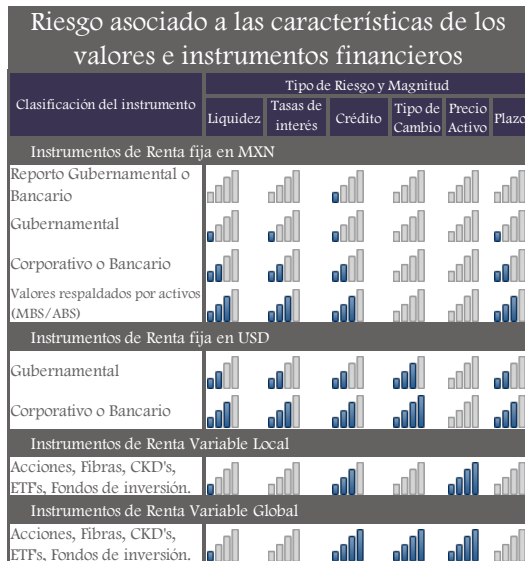 Riesgo asociado a las características de los
valores e instrumentos financieros
Clasificación del instrumento
Tipo de Riesgo y Magnitud
Liquidez
Tasas de
interés
Crédito
Tipo de
Cambio
Precio
Activo
Plazo
Instrumentos de Renta fija en MXN
Reporto Gubernamental o
Bancario
Gubernamental
Corporativo o Bancario
Valores respaldados por activos
(MBS/ABS)
Instrumentos de Renta fija en USD
Gubernamental
Corporativo o Bancario
Instrumentos de Renta Variable Local
Acciones, Fibras, CKD's,
ETF's, Fondos de inversión.
Instrumentos de Renta Variable Global
Acciones, Fibras, CKD's,
ETF's, Fondos de inversión.